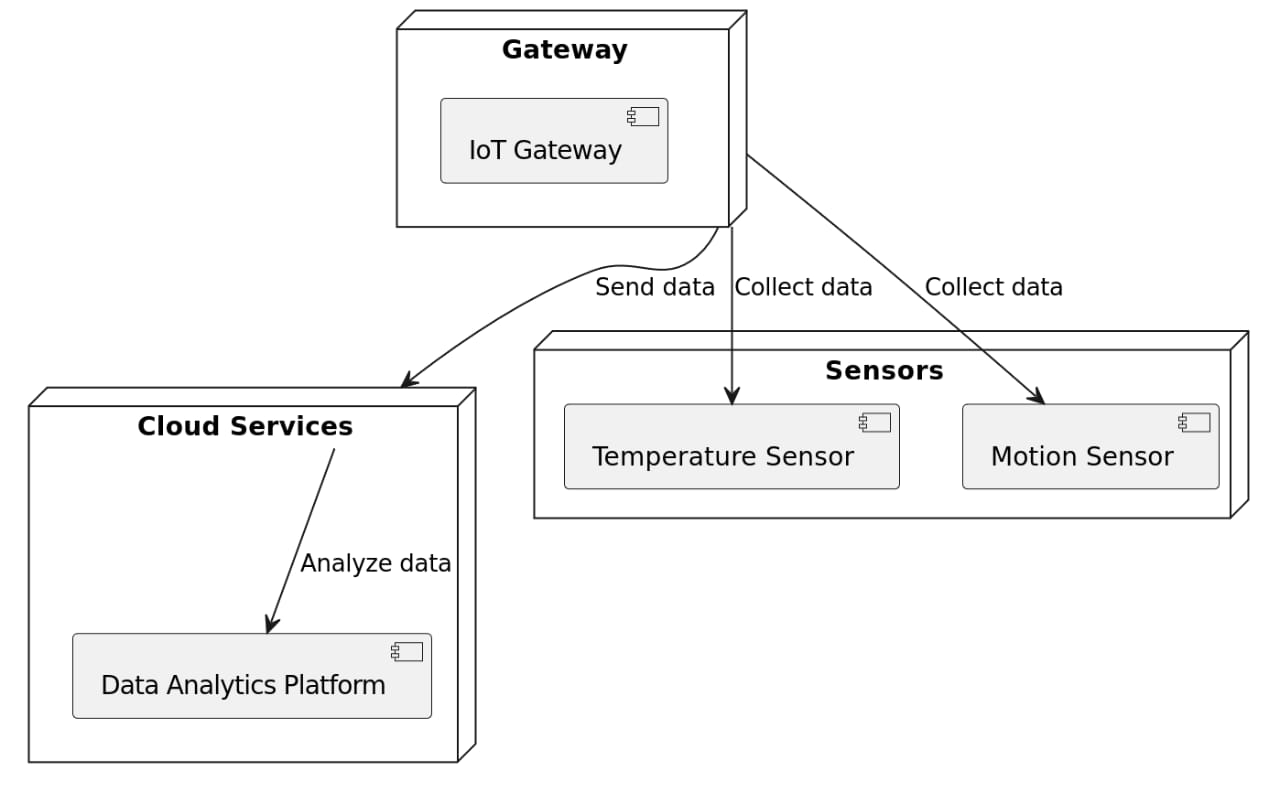 Gateway
IoT Gateway
Send data
Collect data
Collect data
Sensors
Temperature Sensor
Motion Sensor
Cloud Services
Analyze data
Data Analytics Platform